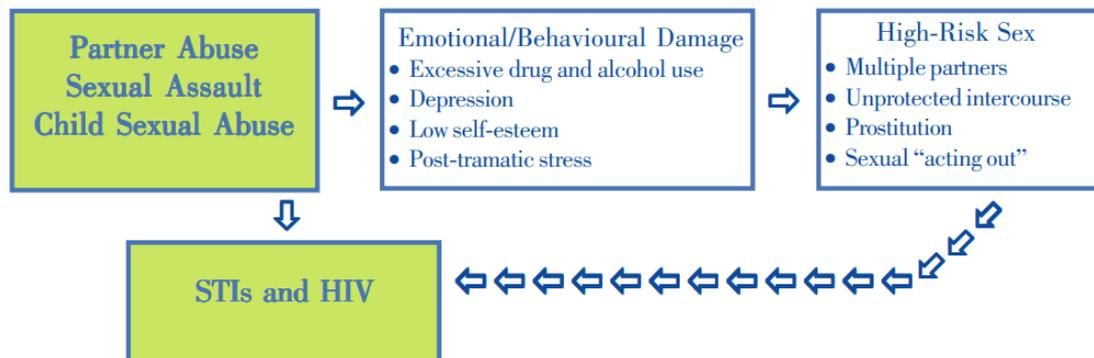 Partner Abuse
Sexual Assault
Child Sexual Abuse
Emotional/Behavioural Damage
• Excessive drug and alcohol use
• Depression
• Low self-esteem
• Post-tramatic stress
High-Risk Sex
• Multiple partners
• Unprotected intercourse
• Prostitution
• Sexual “acting out”
STIs and HIV